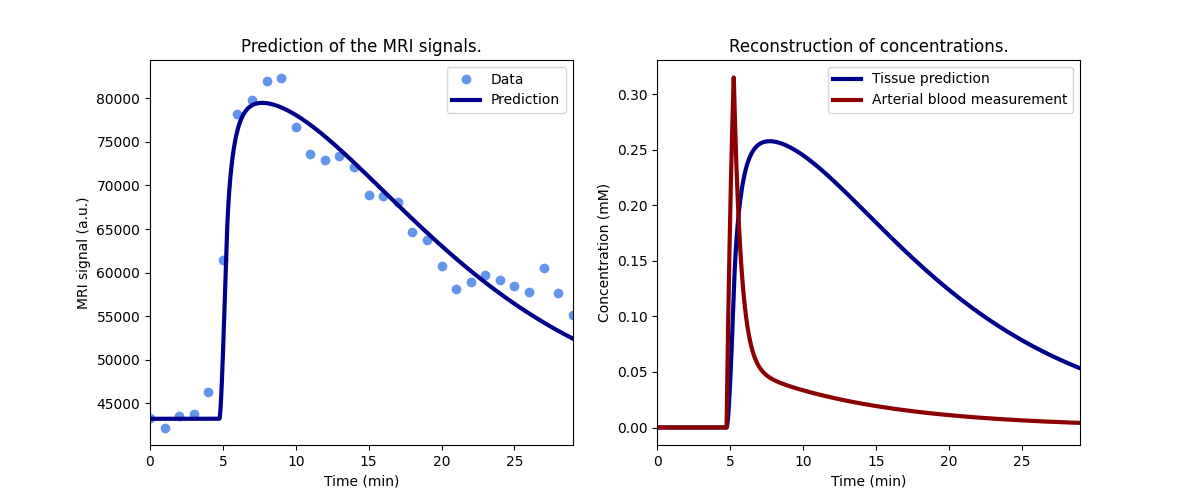 Prediction of the MRI signals.
Data
Prediction
80000
75000
70000
65000
60000
55000
50000
45000
MRI signal (a.u.)
0 5 10 15 20 25
Time (min)
Reconstruction of concentrations.
Tissue prediction
Arterial blood measurement
0.30
0.25
0.20
0.15
0.10
0.05
0.00
Concentration (mM)
0 5 10 15 20 25
Time (min)